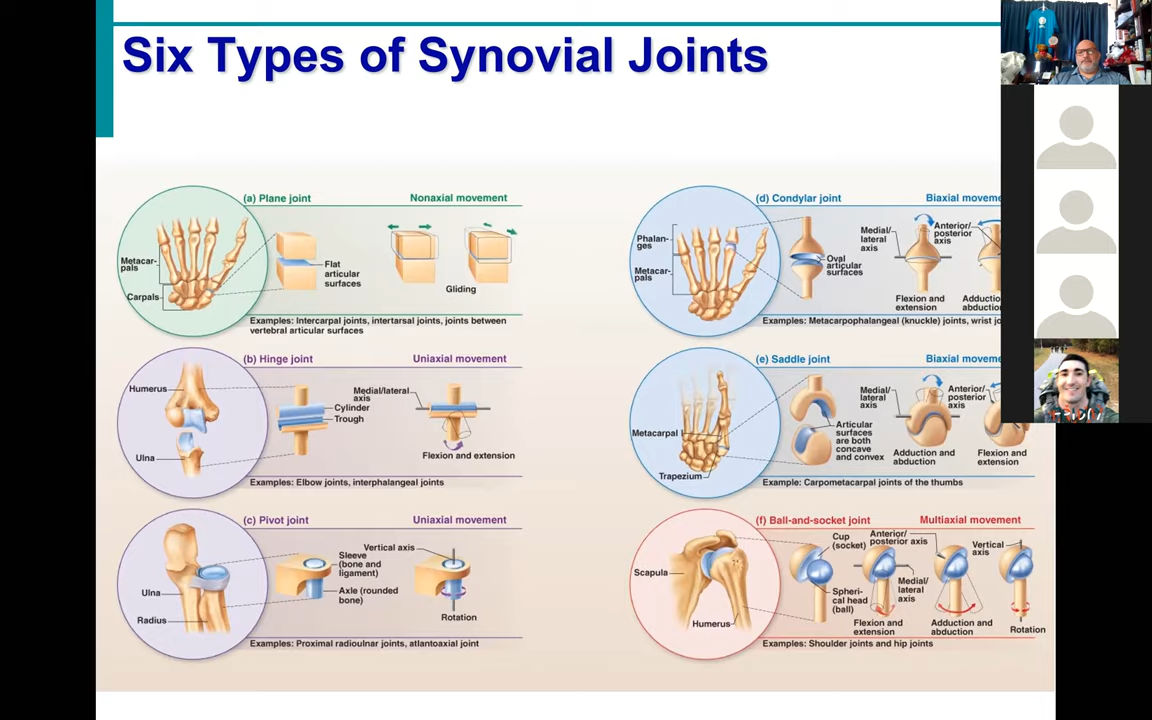 Six Types of Synovial Joints
(a) Plane joint
Nonaxial movement
Metacar-
pals
Carpals
Flat
articular
surfaces
Gliding
Examples: Intercarpal joints, intertarsal joints, joints between
vertebral articular surfaces
(b) Hinge joint
Uniaxial movement
Humerus
Ulna
Medial/lateral
axis
Cylinder
Trough
Flexion and extension
Examples: Elbow joints, interphalangeal joints
(c) Pivot joint
Uniaxial movement
Ulna
Radius
Vertical axis
Sleeve
(bone and
ligament)
Axle (rounded
bone)
Rotation
Examples: Proximal radioulnar joints, atlantoaxial joint
(d) Condylar joint
Biaxial moveme
Phalan-
ges
Metacar-
pals
Oval
articular
surfaces
Medial/
lateral
axis
Anterior/
posterior
axis
Flexion and
extension
Adductio
abductio
Examples: Metacarpophalangeal (knuckle) joints, wrist jo
(e) Saddle joint
Biaxial moveme
Metacarpal
Trapezium
Articular
surfaces
are both
concave
and convex
Medial/
lateral
axis
Anterior/
posterior
axis
Adduction and
abduction
Flexion and
extension
Example: Carpometacarpal joints of the thumbs
(f) Ball-and-socket joint
Multiaxial movement
Scapula
Humerus
Cup
(socket)
Spheri-
cal head
(ball)
Anterior/
posterior axis
Medial/
lateral
axis
Vertical
axis
Flexion and
extension
Adduction and
abduction
Rotation
Examples: Shoulder joints and hip joints